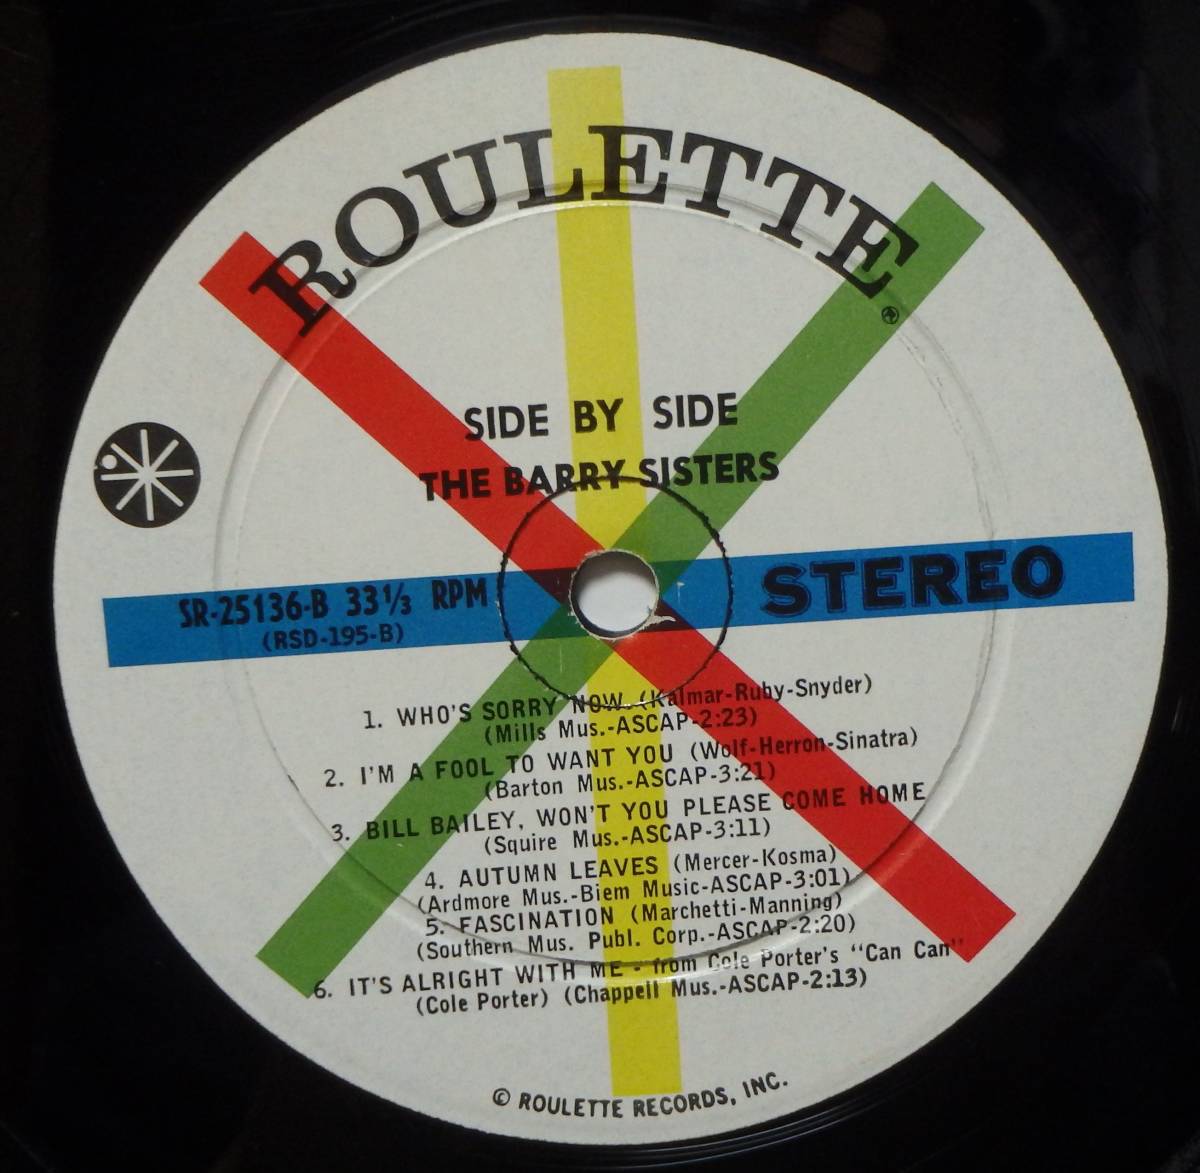 ROULETTE®
SIDE BY SIDE
THE BARRY SISTERS
SR-25136-B 33⅓ RPM
(RSD-195-B)
STEREO
1. WHO'S SORRY NOW (Kalmar-Ruby-Snyder)
(Mills Mus.-ASCAP-2:23)
2. I'M A FOOL TO WANT YOU (Wolf-Herron-Sinatra)
(Barton Mus.-ASCAP-3:21)
3. BILL BAILEY, WON'T YOU PLEASE COME HOME
(Squire Mus.-ASCAP-3:11)
4. AUTUMN LEAVES (Mercer-Kosma)
(Ardmore Mus.-Biem Music-ASCAP-3:01)
5. FASCINATION (Marchetti-Manning)
(Southern Mus. Publ. Corp.-ASCAP-2:20)
6. IT'S ALRIGHT WITH ME - from Cole Porter's "Can Can"
(Cole Porter) (Chappell Mus.-ASCAP-2:13)
© ROULETTE RECORDS, INC.